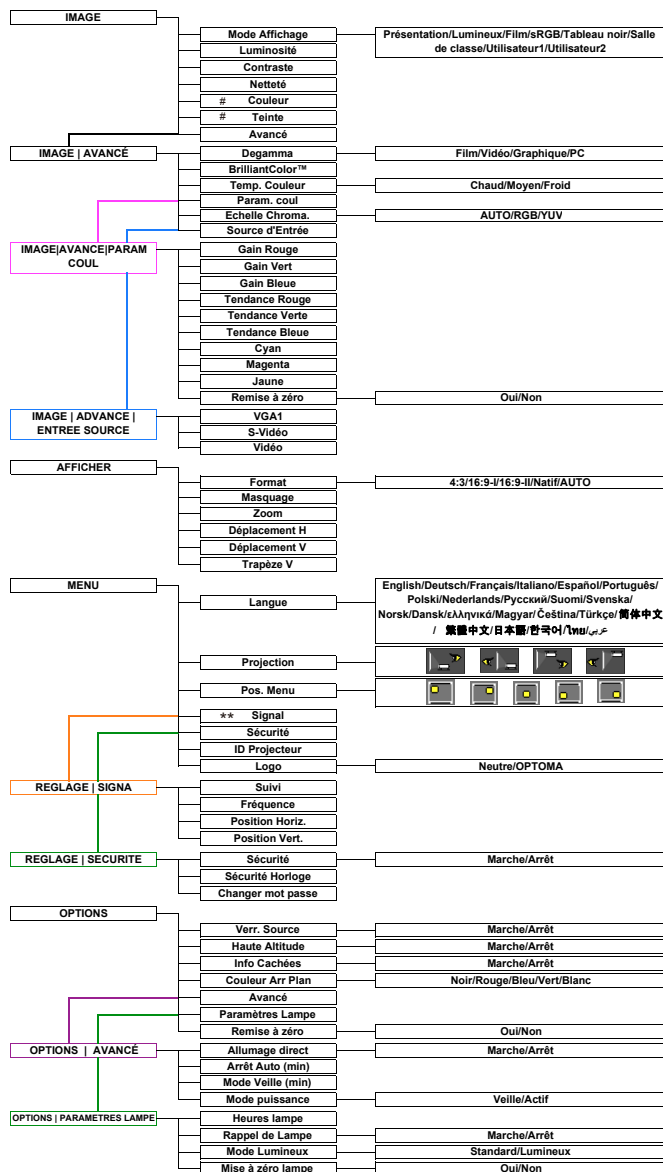 IMAGE
Mode Affichage
Présentation/Lumineux/Film/sRGB/Tableau noir/Salle
de classe/Utilisateur1/Utilisateur2
Luminosité
Contraste
Netteté
# Couleur
# Teinte
Avancé
IMAGE | AVANCÉ
Degamma
Film/Vidéo/Graphique/PC
BrilliantColor™
Temp. Couleur
Chaud/Moyen/Froid
Param. coul
Echelle Chroma.
AUTO/RGB/YUV
Source d'Entrée
IMAGE|AVANCE|PARAM
COUL
Gain Rouge
Gain Vert
Gain Bleue
Tendance Rouge
Tendance Verte
Tendance Bleue
Cyan
Magenta
Jaune
Remise à zéro
Oui/Non
IMAGE | ADVANCE |
ENTREE SOURCE
VGA1
S-Vidéo
Vidéo
AFFICHER
Format
4:3/16:9-I/16:9-II/Natif/AUTO
Masquage
Zoom
Déplacement H
Déplacement V
Trapèze V
MENU
Langue
English/Deutsch/Français/Italiano/Español/Português/
Polski/Nederlands/Русский/Suomi/Svenska/
Norsk/Dansk/ελληνικά/Magyar/Čeština/Türkçe/简体中文
/ 繁體中文/日本語/한국어/ไทย/عربي
Projection
Pos. Menu
** Signal
Sécurité
ID Projecteur
Logo
Neutre/OPTOMA
REGLAGE | SIGNA
Suivi
Fréquence
Position Horiz.
Position Vert.
REGLAGE | SECURITE
Sécurité
Marche/Arrêt
Sécurité Horloge
Changer mot passe
OPTIONS
Verr. Source
Marche/Arrêt
Haute Altitude
Marche/Arrêt
Info Cachées
Marche/Arrêt
Couleur Arr Plan
Noir/Rouge/Bleu/Vert/Blanc
Avancé
Paramètres Lampe
Remise à zéro
Oui/Non
OPTIONS | AVANCÉ
Allumage direct
Marche/Arrêt
Arrêt Auto (min)
Mode Veille (min)
Mode puissance
Veille/Actif
OPTIONS | PARAMETRES LAMPE
Heures lampe
Rappel de Lampe
Marche/Arrêt
Mode Lumineux
Standard/Lumineux
Mise à zéro lampe
Oui/Non